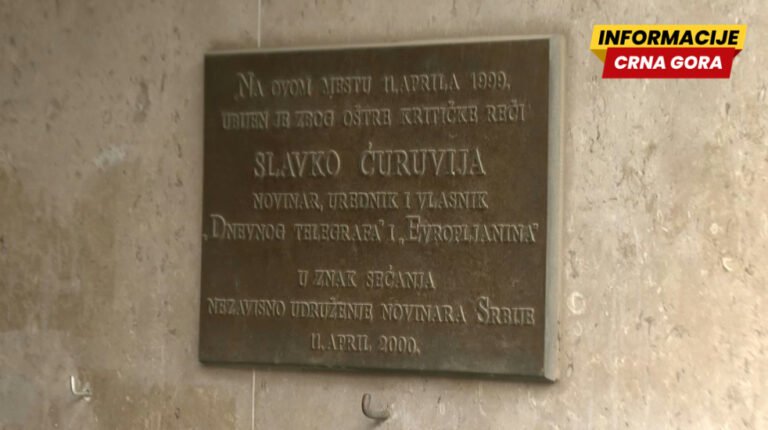 INFORMACIJE
CRNA GORA
NA OVOM MESTU 11. APRILA 1999.
UBIJEN JE ZBOG OŠTRE KRITIČKE REČI
SLAVKO ĆURUVIJA
NOVINAR, UREDNIK I VLASNIK
„DNEVNOG TELEGRAFA" I „EVROPLJANINA"
U ZNAK SEĆANJA
NEZAVISNO UDRUŽENJE NOVINARA SRBIJE
11. APRIL 2000.